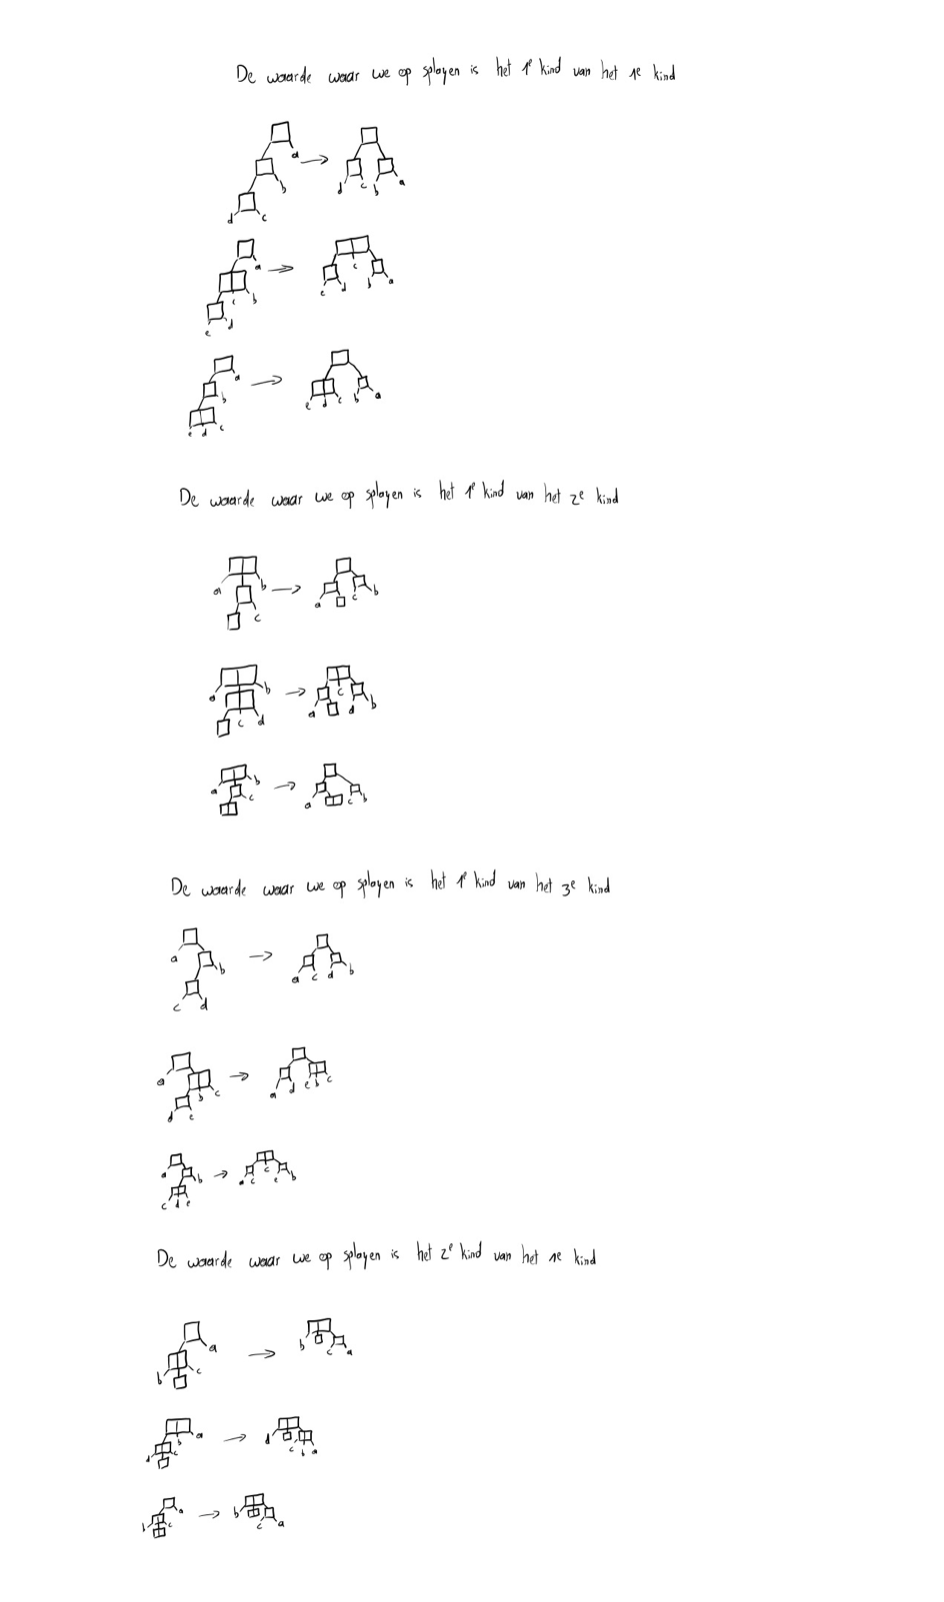 De waarde waar we op splayen is het 1e kind van het 1e kind
a
b
d c
d c b a
a
c b
e d
c
e d b a
a
b
e d c
e d c b a
De waarde waar we op splayen is het 1e kind van het 2e kind
a b
c
a c b
a b
c d
c
a d b
a b
c
a c b
De waarde waar we op splayen is het 1e kind van het 3e kind
a
b
c d
a c d b
a
b c
d e
a d e b c
a
b
c d e
a c e b
De waarde waar we op splayen is het 2e kind van het 1e kind
a
b c
b
c a
b a
d c
d
c b a
a
b c
b
c a